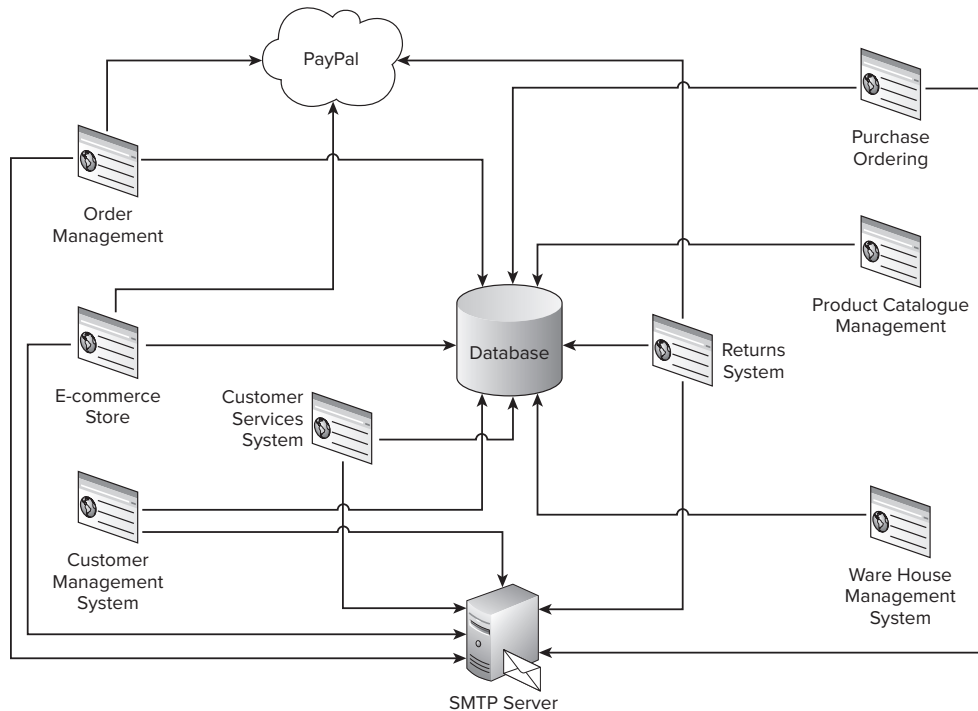 PayPal
Purchase
Ordering
Order
Management
Product Catalogue
Management
Database
Returns
System
E-commerce
Store
Customer
Services
System
Customer
Management
System
Ware House
Management
System
SMTP Server